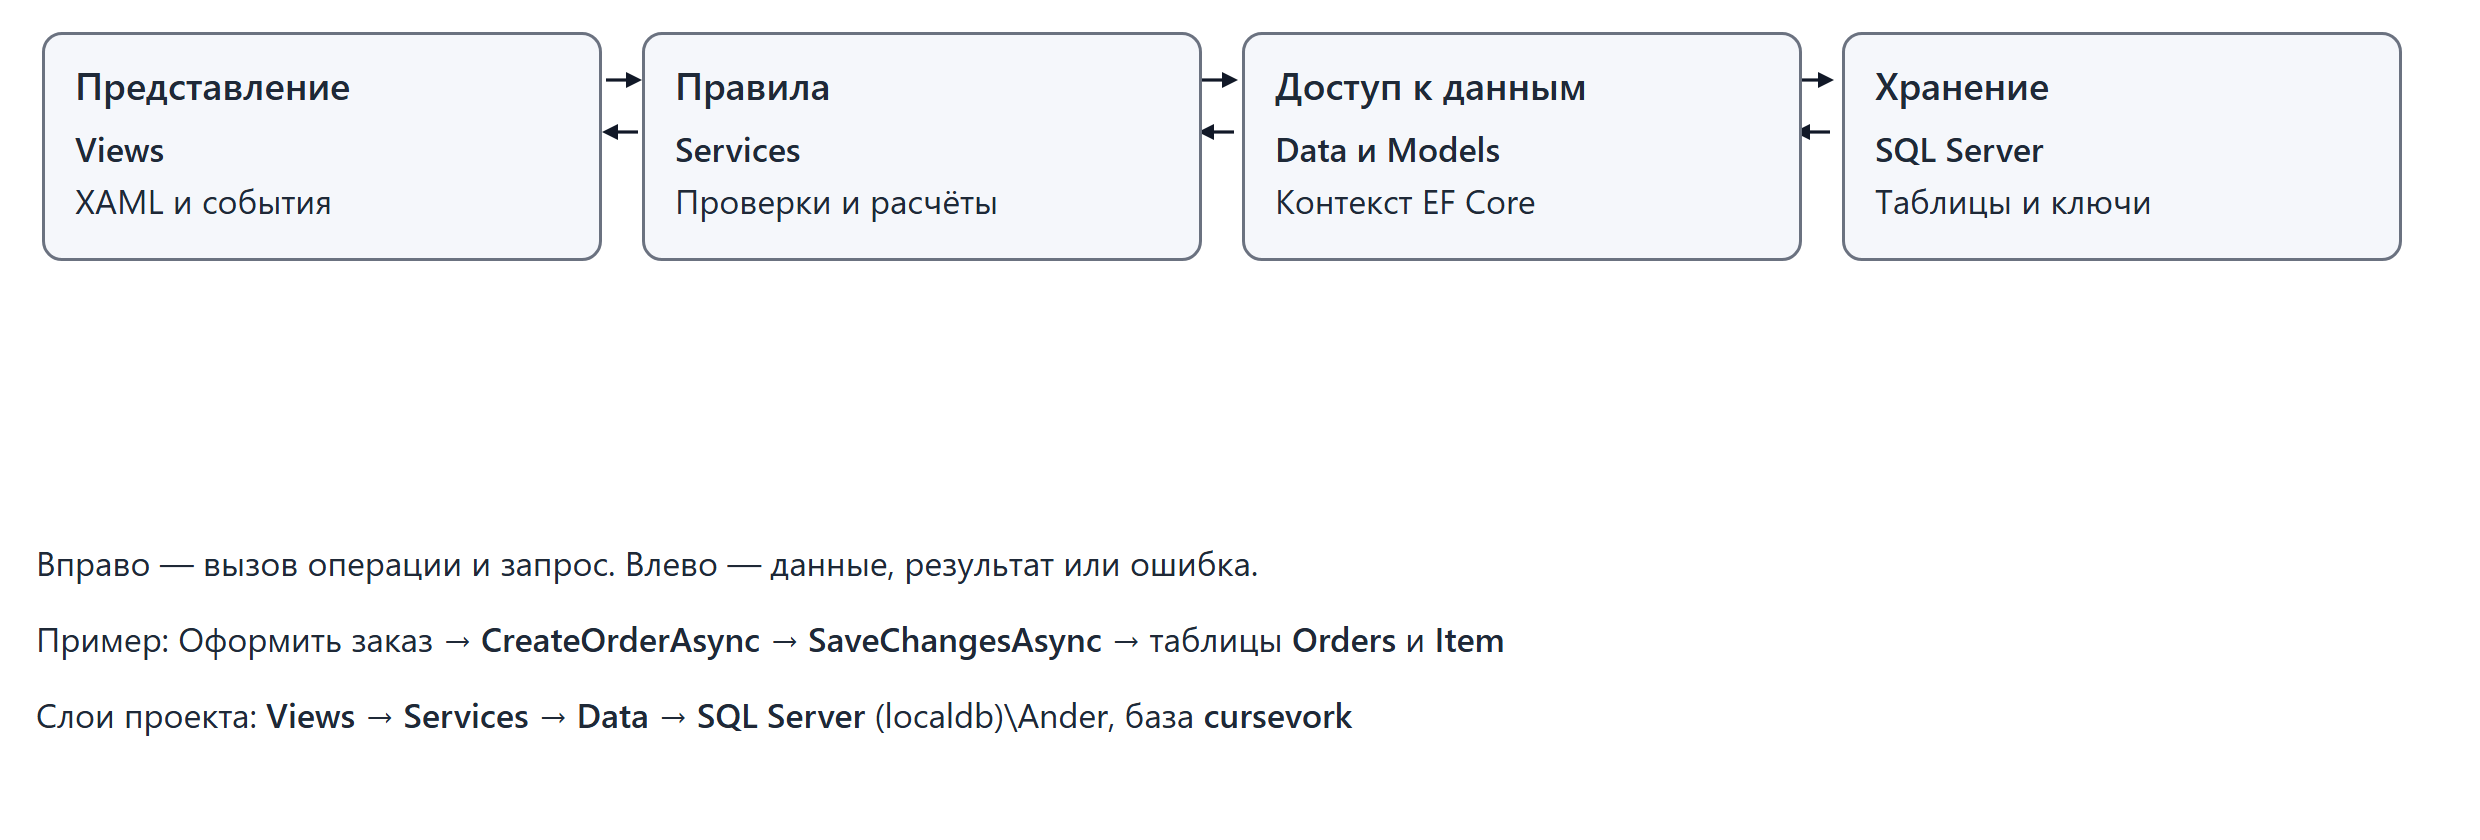 Представление
Views
XAML и события
Правила
Services
Проверки и расчёты
Доступ к данным
Data и Models
Контекст EF Core
Хранение
SQL Server
Таблицы и ключи
Вправо — вызов операции и запрос. Влево — данные, результат или ошибка.
Пример: Оформить заказ → CreateOrderAsync → SaveChangesAsync → таблицы Orders и Item
Слои проекта: Views → Services → Data → SQL Server (localdb)\Ander, база cursevork